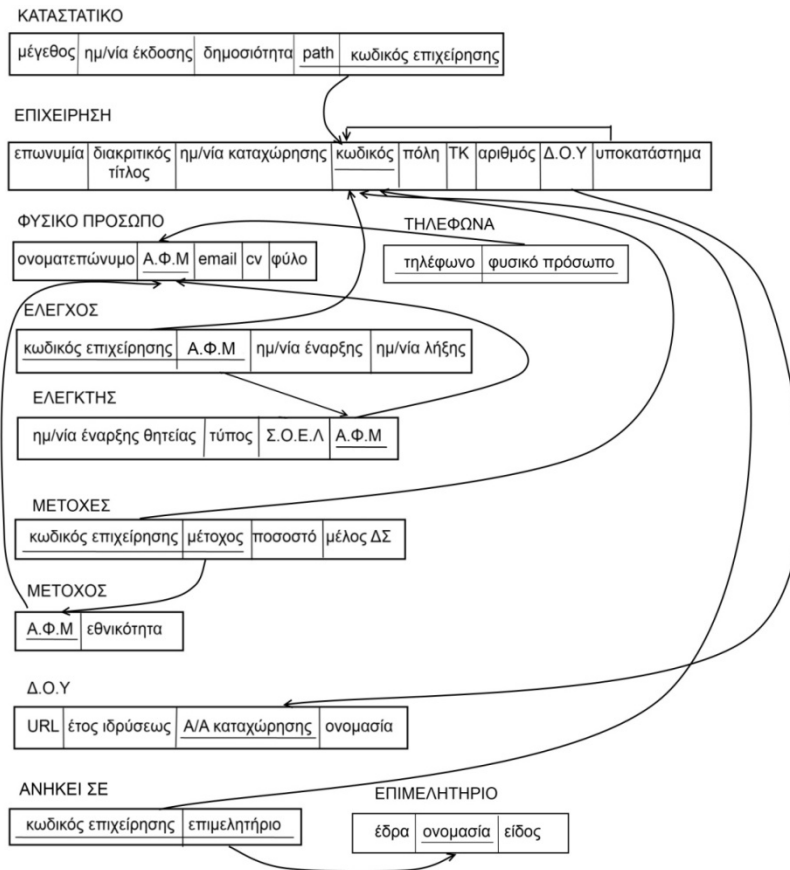 ΚΑΤΑΣΤΑΤΙΚΟ
μέγεθος ημ/νία έκδοσης δημοσιότητα path κωδικός επιχείρησης
ΕΠΙΧΕΙΡΗΣΗ
επωνυμία διακριτικός τίτλος ημ/νία καταχώρησης κωδικός πόλη ΤΚ αριθμός Δ.Ο.Υ υποκατάστημα
ΦΥΣΙΚΟ ΠΡΟΣΩΠΟ
ονοματεπώνυμο Α.Φ.Μ email cv φύλο
ΤΗΛΕΦΩΝΑ
τηλέφωνο φυσικό πρόσωπο
ΕΛΕΓΧΟΣ
κωδικός επιχείρησης Α.Φ.Μ ημ/νία έναρξης ημ/νία λήξης
ΕΛΕΓΚΤΗΣ
ημ/νία έναρξης θητείας τύπος Σ.Ο.Ε.Λ Α.Φ.Μ
ΜΕΤΟΧΕΣ
κωδικός επιχείρησης μέτοχος ποσοστό μέλος ΔΣ
ΜΕΤΟΧΟΣ
Α.Φ.Μ εθνικότητα
Δ.Ο.Υ
URL έτος ιδρύσεως Α/Α καταχώρησης ονομασία
ΑΝΗΚΕΙ ΣΕ
κωδικός επιχείρησης επιμελητήριο
ΕΠΙΜΕΛΗΤΗΡΙΟ
έδρα ονομασία είδος